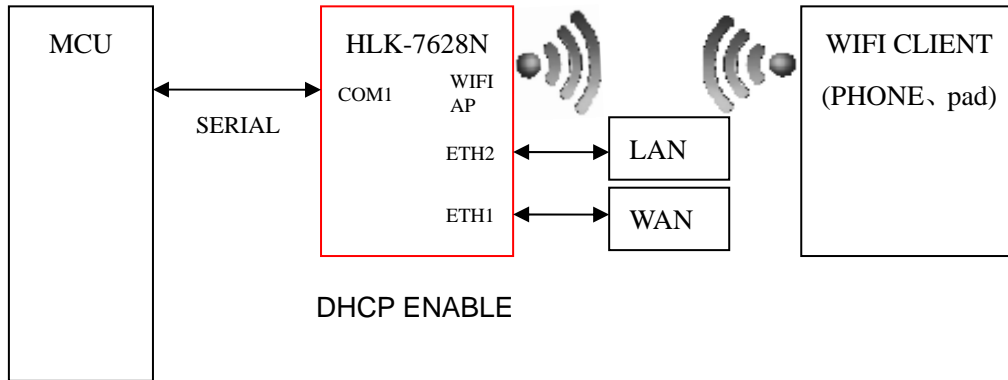 MCU
SERIAL
HLK-7628N
COM1
WIFI
AP
ETH2
ETH1
LAN
WAN
WIFI CLIENT
(PHONE、pad)
DHCP ENABLE